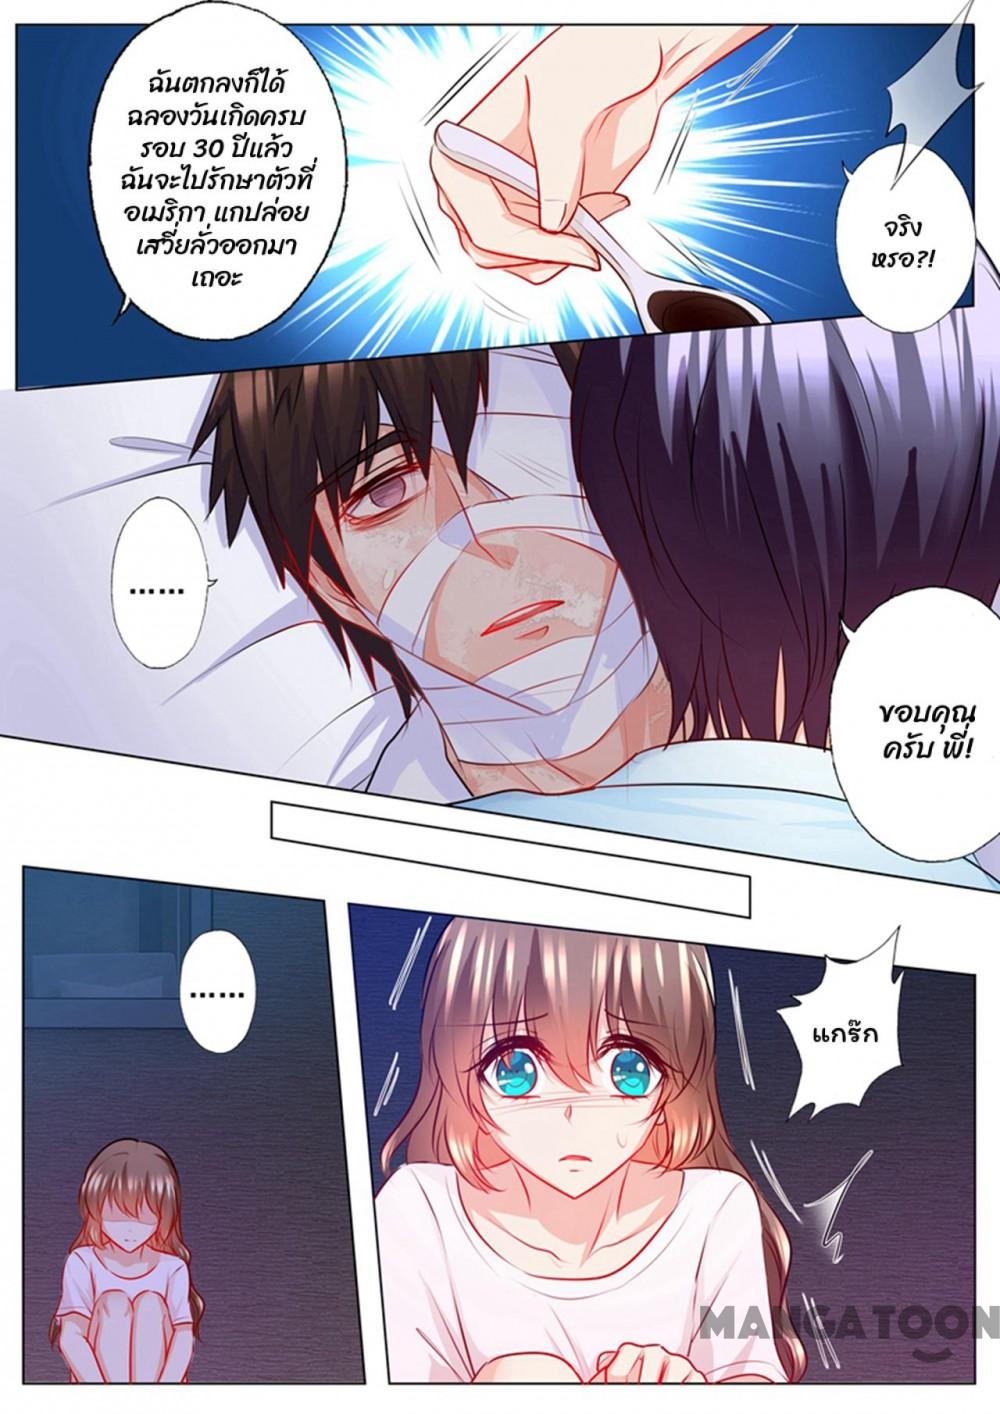 ฉันตกลงก็ได้
ฉลองวันเกิดครบ
รอบ 30 ปีแล้ว
ฉันจะไปรักษาตัวที่
อเมริกา แกปล่อย
เสวี่ยลั่วออกมา
เถอะ
จริง
หรอ?!
……
ขอบคุณ
ครับ พี่!
……
แกร๊ก
MANGATOON